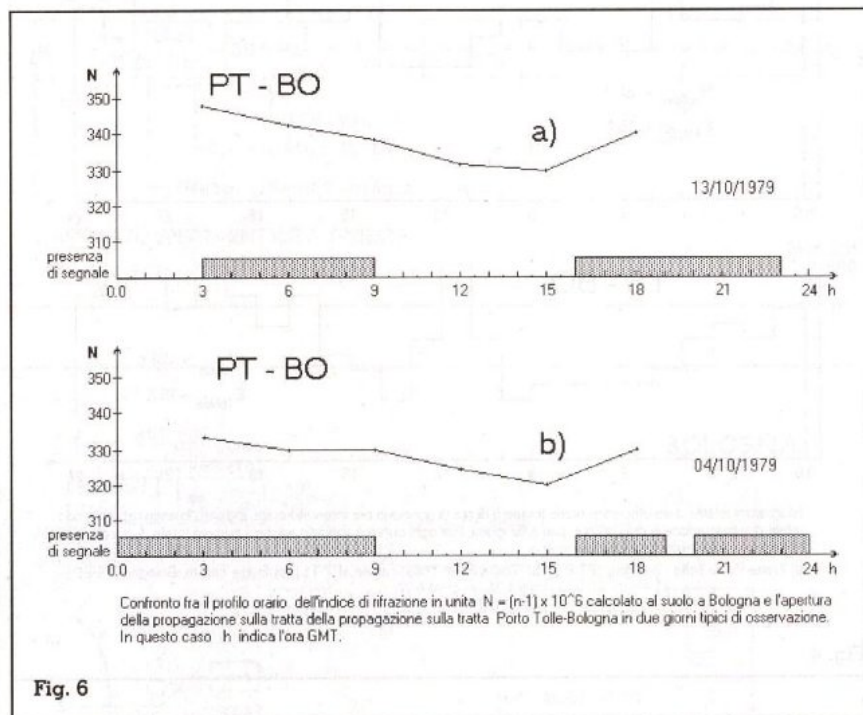 N
PT - BO
350
340
a)
330
13/10/1979
320
310
presenza
di segnale
0.0 3 6 9 12 15 18 21 24 h
N
PT - BO
350
340
b)
330
04/10/1979
320
310
presenza
di segnale
0.0 3 6 9 12 15 18 21 24 h
Confronto fra il profilo orario dell'indice di rifrazione in unita N = (n-1) x 10^6 calcolato al suolo a Bologna e l'apertura
della propagazione sulla tratta della propagazione sulla tratta Porto Tolle-Bologna in due giorni tipici di osservazione.
In questo caso h indica l'ora GMT.
Fig. 6